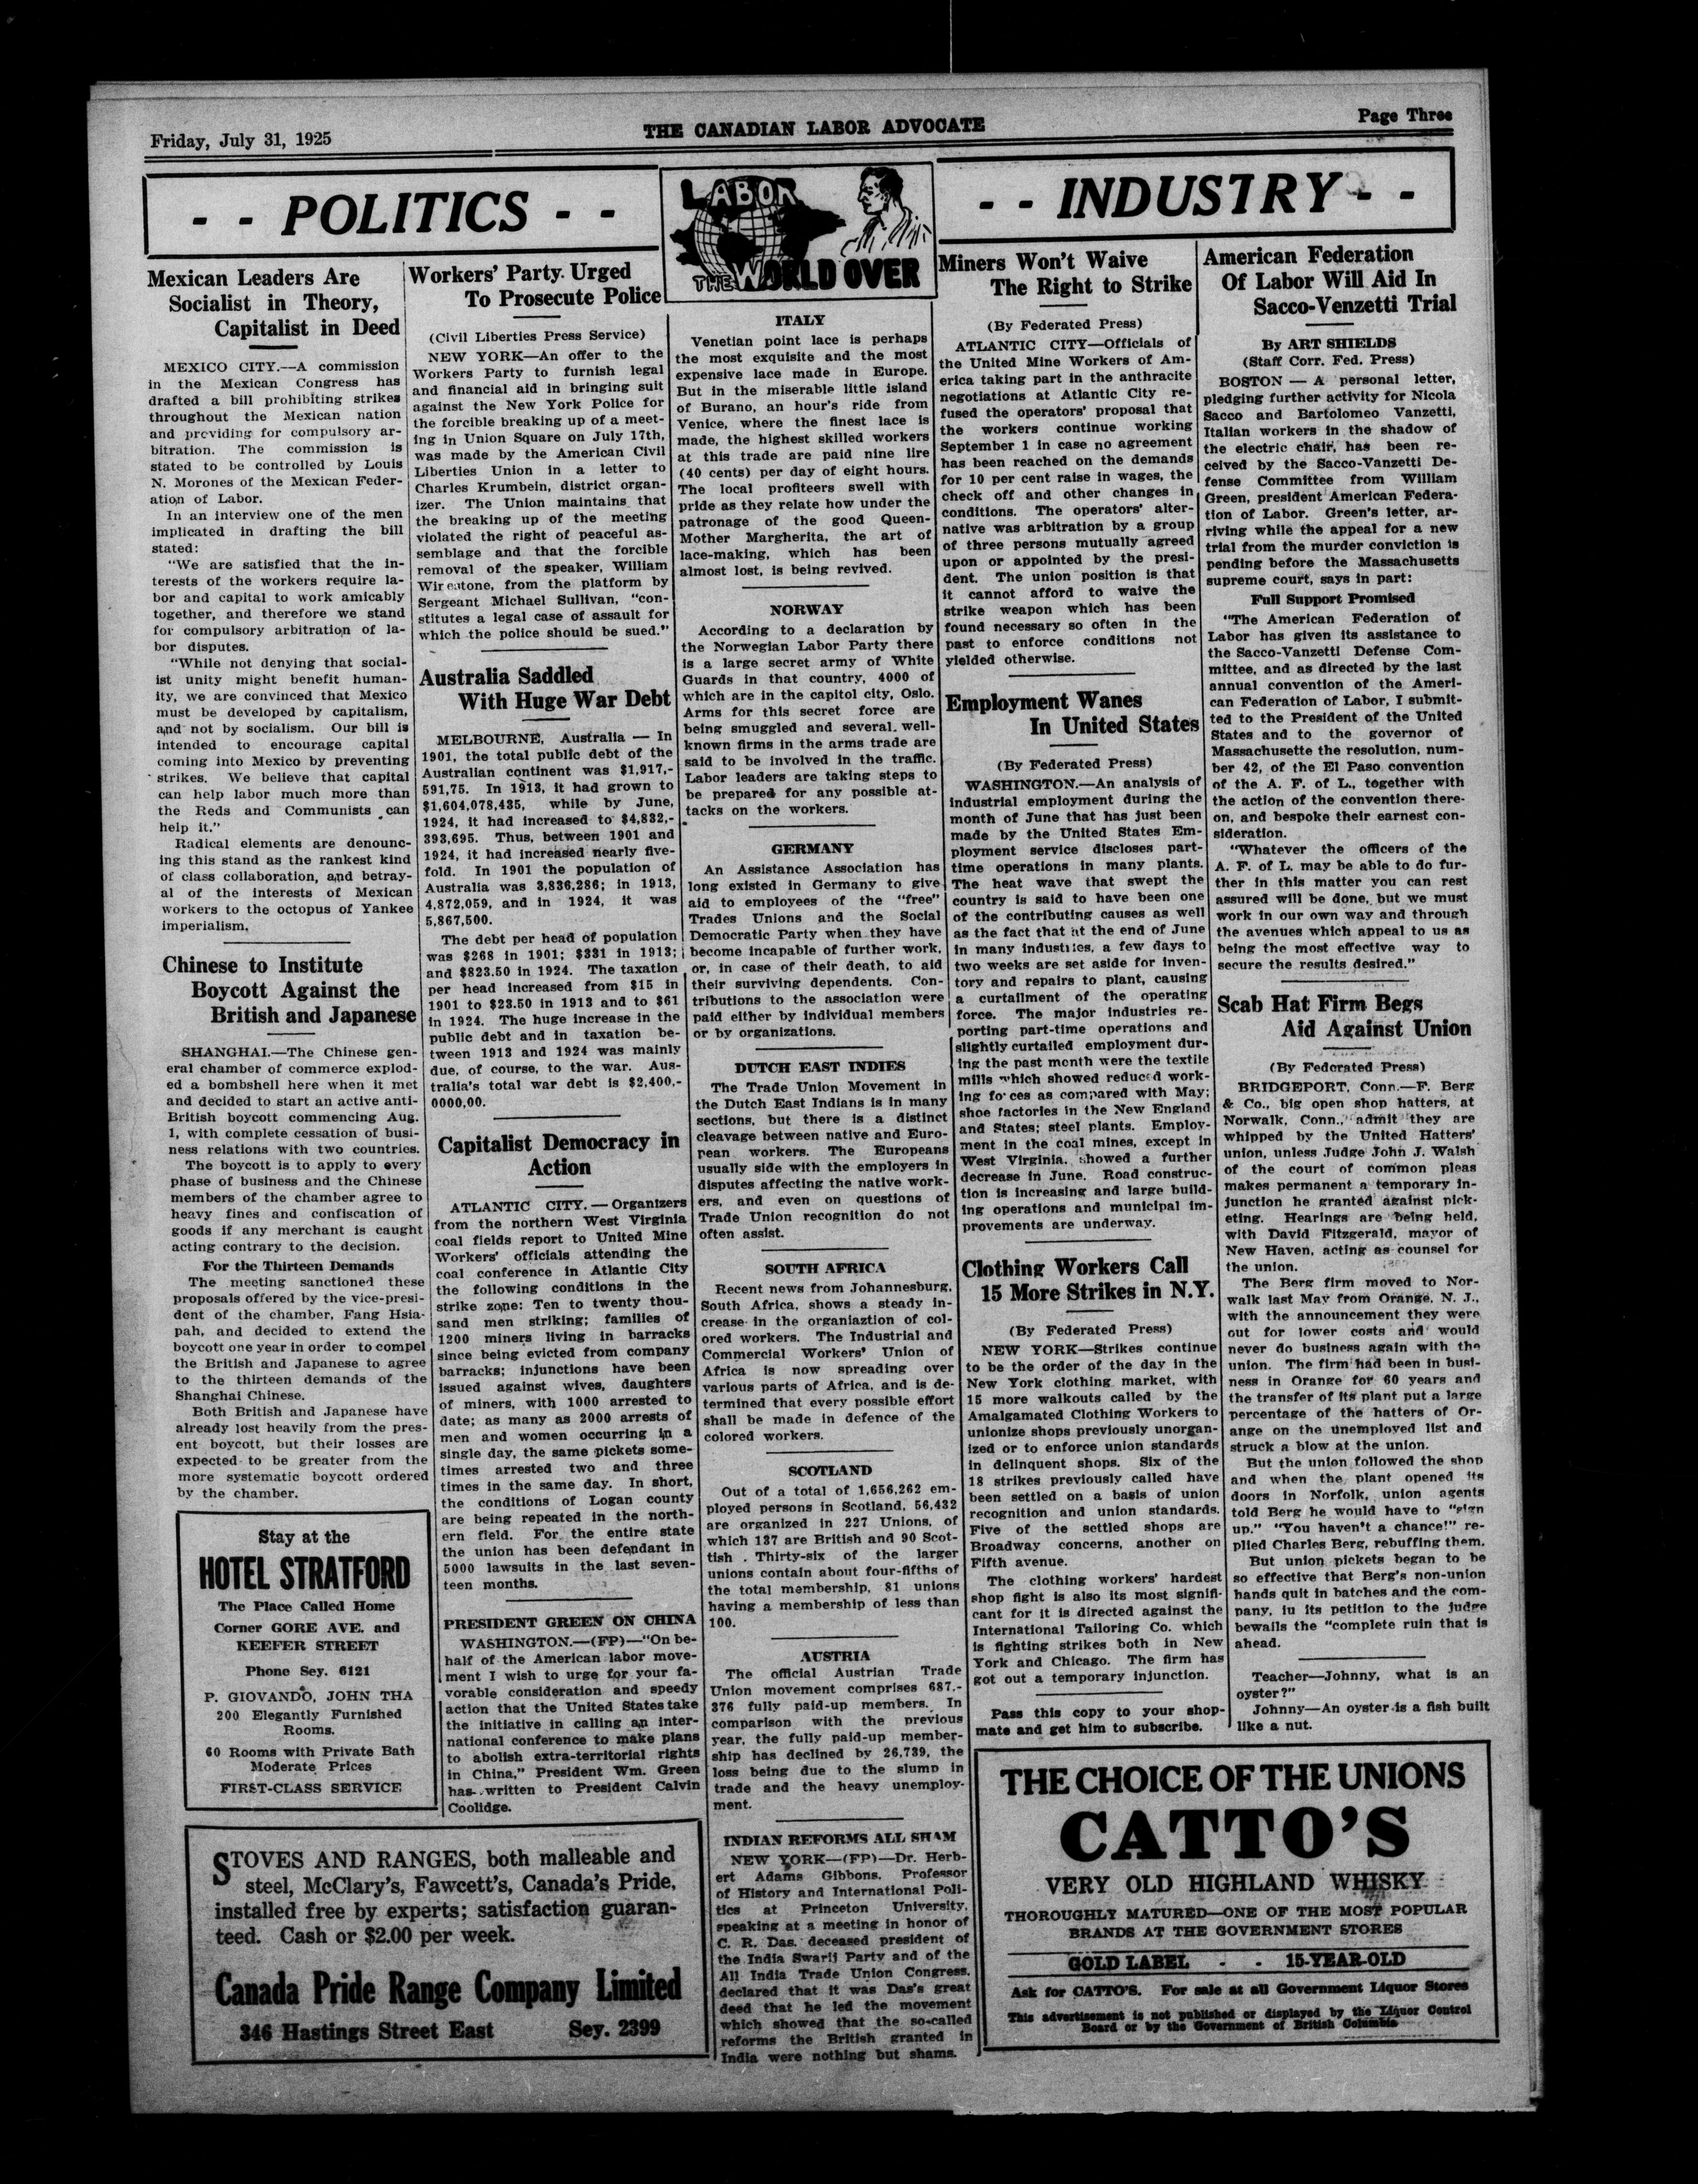 Friday, July 31, 1925
THE CANADIAN LABOR ADVOCATE
Page Three
- - POLITICS - -
LABOR
THE WORLD OVER
- - INDUSTRY - -
Mexican Leaders Are
Socialist in Theory,
Capitalist in Deed
MEXICO CITY.—A commission
in the Mexican Congress has
drafted a bill prohibiting strikes
throughout the Mexican nation
and providing for compulsory ar-
bitration. The commission is
stated to be controlled by Louis
N. Morones of the Mexican Feder-
ation of Labor.
In an interview one of the men
implicated in drafting the bill
stated:
"We are satisfied that the in-
terests of the workers require la-
bor and capital to work amicably
together, and therefore we stand
for compulsory arbitration of la-
bor disputes.
"While not denying that social-
ist unity might benefit human-
ity, we are convinced that Mexico
must be developed by capitalism,
and not by socialism. Our bill is
intended to encourage capital
coming into Mexico by preventing
strikes. We believe that capital
can help labor much more than
the Reds and Communists can
help it."
Radical elements are denounc-
ing this stand as the rankest kind
of class collaboration, and betray-
al of the interests of Mexican
workers to the octopus of Yankee
imperialism.
Chinese to Institute
Boycott Against the
British and Japanese
SHANGHAI.—The Chinese gen-
eral chamber of commerce explod-
ed a bombshell here when it met
and decided to start an active anti-
British boycott commencing Aug.
1, with complete cessation of busi-
ness relations with two countries.
The boycott is to apply to every
phase of business and the Chinese
members of the chamber agree to
heavy fines and confiscation of
goods if any merchant is caught
acting contrary to the decision.
For the Thirteen Demands
The meeting sanctioned these
proposals offered by the vice-presi-
dent of the chamber, Fang Hsia-
pah, and decided to extend the
boycott one year in order to compel
the British and Japanese to agree
to the thirteen demands of the
Shanghai Chinese.
Both British and Japanese have
already lost heavily from the pres-
ent boycott, but their losses are
expected to be greater from the
more systematic boycott ordered
by the chamber.
Stay at the
HOTEL STRATFORD
The Place Called Home
Corner GORE AVE. and
KEEFER STREET
Phone Sey. 6121
P. GIOVANDO, JOHN THA
200 Elegantly Furnished
Rooms.
60 Rooms with Private Bath
Moderate Prices
FIRST-CLASS SERVICE
Workers' Party Urged
To Prosecute Police
(Civil Liberties Press Service)
NEW YORK—An offer to the
Workers Party to furnish legal
and financial aid in bringing suit
against the New York Police for
the forcible breaking up of a meet-
ing in Union Square on July 17th,
was made by the American Civil
Liberties Union in a letter to
Charles Krumbein, district organ-
izer. The Union maintains that
the breaking up of the meeting
violated the right of peaceful as-
semblage and that the forcible
removal of the speaker, William
from the platform by
Sergeant Michael Sullivan, "con-
stitutes a legal case of assault for
which the police should be sued."
Australia Saddled
With Huge War Debt
MELBOURNE, Australia — In
1901, the total public debt of the
Australian continent was $1,917,-
591,75. In 1913, it had grown to
$1,604,078,435, while by June,
1924, it had increased to $4,832,-
393,695. Thus, between 1901 and
1924, it had increased nearly five-
fold. In 1901 the population of
Australia was 3,836,286; in 1913,
4,872,059, and in 1924, it was
5,867,500.
The debt per head of population
was $268 in 1901; $331 in 1913;
and $823.50 in 1924. The taxation
per head increased from $15 in
1901 to $23.50 in 1913 and to $61
in 1924. The huge increase in the
public debt and in taxation be-
tween 1913 and 1924 was mainly
due, of course, to the war. Aus-
tralia's total war debt is $2,400,-
0000,00.
Capitalist Democracy in
Action
ATLANTIC CITY. — Organizers
from the northern West Virginia
coal fields report to United Mine
Workers' officials attending the
coal conference in Atlantic City
the following conditions in the
strike zone: Ten to twenty thou-
sand men striking; families of
1200 miners living in barracks
since being evicted from company
barracks; injunctions have been
issued against wives, daughters
of miners, with 1000 arrested to
date; as many as 2000 arrests of
men and women occurring in a
single day, the same pickets some-
times arrested two and three
times in the same day. In short,
the conditions of Logan county
are being repeated in the north-
ern field. For the entire state
the union has been defendant in
5000 lawsuits in the last seven-
teen months.
PRESIDENT GREEN ON CHINA
WASHINGTON.—(FP)—"On be-
half of the American labor move-
ment I wish to urge for your fa-
vorable consideration and speedy
action that the United States take
the initiative in calling an inter-
national conference to make plans
to abolish extra-territorial rights
in China," President Wm. Green
has written to President Calvin
Coolidge.
STOVES AND RANGES, both malleable and
steel, McClary's, Fawcett's, Canada's Pride,
installed free by experts; satisfaction guaran-
teed. Cash or $2.00 per week.
Canada Pride Range Company Limited
346 Hastings Street East Sey. 2399
ITALY
Venetian point lace is perhaps
the most exquisite and the most
expensive lace made in Europe.
But in the miserable little island
of Burano, an hour's ride from
Venice, where the finest lace is
made, the highest skilled workers
at this trade are paid nine lire
(40 cents) per day of eight hours.
The local profiteers swell with
pride as they relate how under the
patronage of the good Queen-
Mother Margherita, the art of
lace-making, which has been
almost lost, is being revived.
NORWAY
According to a declaration by
the Norwegian Labor Party there
is a large secret army of White
Guards in that country, 4000 of
which are in the capitol city, Oslo.
Arms for this secret force are
being smuggled and several well-
known firms in the arms trade are
said to be involved in the traffic.
Labor leaders are taking steps to
be prepared for any possible at-
tacks on the workers.
GERMANY
An Assistance Association has
long existed in Germany to give
aid to employees of the "free"
Trades Unions and the Social
Democratic Party when they have
become incapable of further work,
or, in case of their death, to aid
their surviving dependents. Con-
tributions to the association were
paid either by individual members
or by organizations.
DUTCH EAST INDIES
The Trade Union Movement in
the Dutch East Indians is in many
sections, but there is a distinct
cleavage between native and Euro-
pean workers. The Europeans
usually side with the employers in
disputes affecting the native work-
ers, and even on questions of
Trade Union recognition do not
often assist.
SOUTH AFRICA
Recent news from Johannesburg,
South Africa, shows a steady in-
crease in the organiaztion of col-
ored workers. The Industrial and
Commercial Workers' Union of
Africa is now spreading over
various parts of Africa, and is de-
termined that every possible effort
shall be made in defence of the
colored workers.
SCOTLAND
Out of a total of 1,656,262 em-
ployed persons in Scotland, 56,432
are organized in 227 Unions, of
which 137 are British and 90 Scot-
tish . Thirty-six of the larger
unions contain about four-fifths of
the total membership, 81 unions
having a membership of less than
100.
AUSTRIA
The official Austrian Trade
Union movement comprises 687,-
376 fully paid-up members. In
comparison with the previous
year, the fully paid-up member-
ship has declined by 26,739, the
loss being due to the slump in
trade and the heavy unemploy-
ment.
INDIAN REFORMS ALL SHAM
NEW YORK—(FP)—Dr. Herb-
ert Adams Gibbons, Professor
of History and International Poli-
tics at Princeton University,
speaking at a meeting in honor of
C. R. Das, deceased president of
the India Swarij Party and of the
All India Trade Union Congress,
declared that it was Das's great
deed that he led the movement
which showed that the so-called
reforms the British granted in
India were nothing but shams.
Miners Won't Waive
The Right to Strike
(By Federated Press)
ATLANTIC CITY—Officials of
the United Mine Workers of Am-
erica taking part in the anthracite
negotiations at Atlantic City re-
fused the operators' proposal that
the workers continue working
September 1 in case no agreement
has been reached on the demands
for 10 per cent raise in wages, the
check off and other changes in
conditions. The operators' alter-
native was arbitration by a group
of three persons mutually agreed
upon or appointed by the presi-
dent. The union position is that
it cannot afford to waive the
strike weapon which has been
found necessary so often in the
past to enforce conditions not
yielded otherwise.
Employment Wanes
In United States
(By Federated Press)
WASHINGTON.—An analysis of
industrial employment during the
month of June that has just been
made by the United States Em-
ployment service discloses part-
time operations in many plants.
The heat wave that swept the
country is said to have been one
of the contributing causes as well
as the fact that at the end of June
in many industries, a few days to
two weeks are set aside for inven-
tory and repairs to plant, causing
a curtailment of the operating
force. The major industries re-
porting part-time operations and
slightly curtailed employment dur-
ing the past month were the textile
mills which showed reduced work-
ing forces as compared with May;
shoe factories in the New England
and States; steel plants. Employ-
ment in the coal mines, except in
West Virginia, showed a further
decrease in June. Road construc-
tion is increasing and large build-
ing operations and municipal im-
provements are underway.
Clothing Workers Call
15 More Strikes in N.Y.
(By Federated Press)
NEW YORK—Strikes continue
to be the order of the day in the
New York clothing market, with
15 more walkouts called by the
Amalgamated Clothing Workers to
unionize shops previously unorgan-
ized or to enforce union standards
in delinquent shops. Six of the
18 strikes previously called have
been settled on a basis of union
recognition and union standards.
Five of the settled shops are
Broadway concerns, another on
Fifth avenue.
The clothing workers' hardest
shop fight is also its most signifi-
cant for it is directed against the
International Tailoring Co. which
is fighting strikes both in New
York and Chicago. The firm has
got out a temporary injunction.
Pass this copy to your shop-
mate and get him to subscribe.
American Federation
Of Labor Will Aid In
Sacco-Venzetti Trial
By ART SHIELDS
(Staff Corr. Fed. Press)
BOSTON — A personal letter,
pledging further activity for Nicola
Sacco and Bartolomeo Vanzetti,
Italian workers in the shadow of
the electric chair, has been re-
ceived by the Sacco-Vanzetti De-
fense Committee from William
Green, president American Federa-
tion of Labor. Green's letter, ar-
riving while the appeal for a new
trial from the murder conviction is
pending before the Massachusetts
supreme court, says in part:
Full Support Promised
"The American Federation of
Labor has given its assistance to
the Sacco-Vanzetti Defense Com-
mittee, and as directed by the last
annual convention of the Ameri-
can Federation of Labor, I submit-
ted to the President of the United
States and to the governor of
Massachusette the resolution, num-
ber 42, of the El Paso convention
of the A. F. of L., together with
the action of the convention there-
on, and bespoke their earnest con-
sideration.
"Whatever the officers of the
A. F. of L. may be able to do fur-
ther in this matter you can rest
assured will be done, but we must
work in our own way and through
the avenues which appeal to us as
being the most effective way to
secure the results desired."
Scab Hat Firm Begs
Aid Against Union
(By Federated Press)
BRIDGEPORT, Conn.—F. Berg
& Co., big open shop hatters, at
Norwalk, Conn., admit they are
whipped by the United Hatters'
union, unless Judge John J. Walsh
of the court of common pleas
makes permanent a temporary in-
junction he granted against pick-
eting. Hearings are being held,
with David Fitzgerald, mayor of
New Haven, acting as counsel for
the union.
The Berg firm moved to Nor-
walk last May from Orange, N. J.,
with the announcement they were
out for lower costs and would
never do business again with the
union. The firm had been in busi-
ness in Orange for 60 years and
the transfer of its plant put a large
percentage of the hatters of Or-
ange on the unemployed list and
struck a blow at the union.
But the union followed the shop
and when the plant opened its
doors in Norfolk, union agents
told Berg he would have to "sign
up." "You haven't a chance!" re-
plied Charles Berg, rebuffing them.
But union pickets began to be
so effective that Berg's non-union
hands quit in batches and the com-
pany, in its petition to the judge
bewails the "complete ruin that is
ahead.
Teacher—Johnny, what is an
oyster?"
Johnny—An oyster is a fish built
like a nut.
THE CHOICE OF THE UNIONS
CATTO'S
VERY OLD HIGHLAND WHISKY
THOROUGHLY MATURED—ONE OF THE MOST POPULAR
BRANDS AT THE GOVERNMENT STORES
GOLD LABEL - - 15-YEAR-OLD
Ask for CATTO'S. For sale at all Government Liquor Stores
This advertisement is not published or displayed by the Liquor Control
Board or by the Government of British Columbia